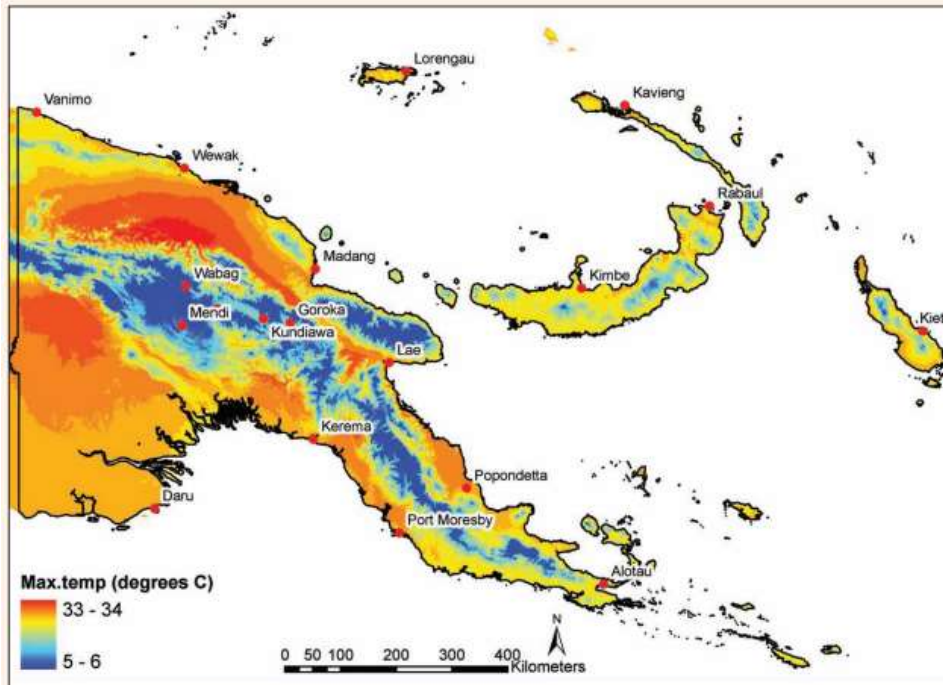 Lorengau
Kavieng
Vanimo
Wewak
Rabaul
Madang
Wabag
Kimbe
Mendi
Goroka
Kundiawa
Kiet
Lae
Kerema
Popondetta
Daru
Port Moresby
Alotau
Max.temp (degrees C)
33 - 34
5 - 6
N
0 50 100 200 300 400
Kilometers